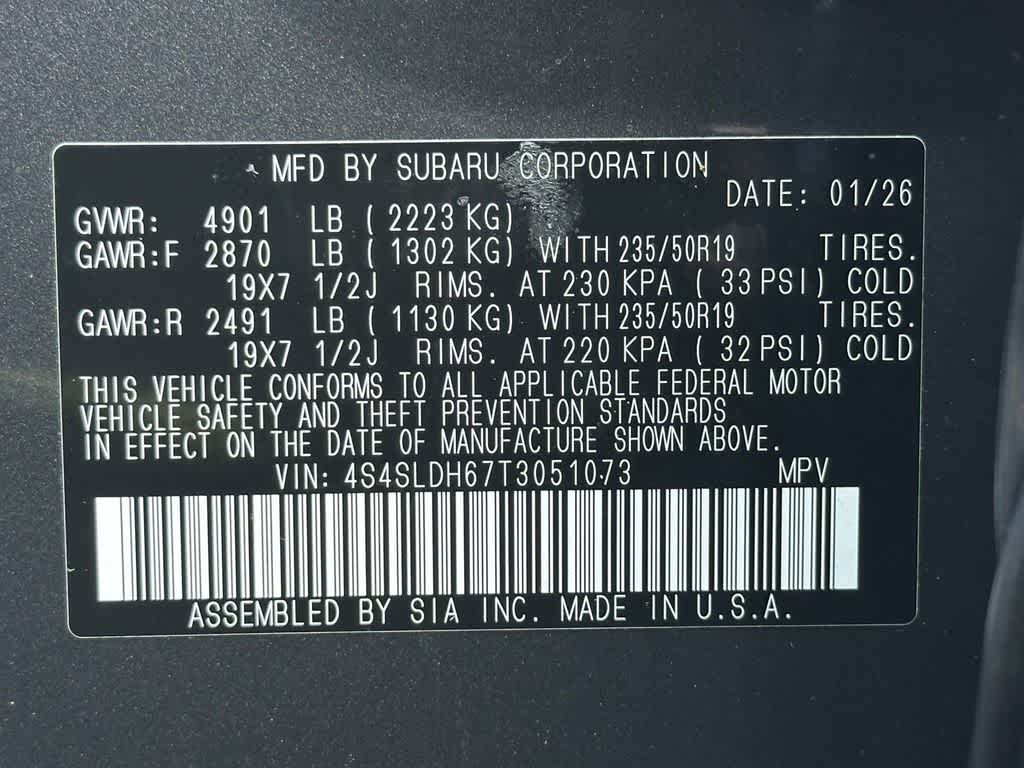 MFD BY SUBARU CORPORATION
DATE: 01/26
GVWR: 4901 LB ( 2223 KG)
GAWR:F 2870 LB ( 1302 KG) WITH 235/50R19 TIRES.
19X7 1/2J RIMS. AT 230 KPA ( 33 PSI) COLD
GAWR:R 2491 LB ( 1130 KG) WITH 235/50R19 TIRES.
19X7 1/2J RIMS. AT 220 KPA ( 32 PSI) COLD
THIS VEHICLE CONFORMS TO ALL APPLICABLE FEDERAL MOTOR
VEHICLE SAFETY AND THEFT PREVENTION STANDARDS
IN EFFECT ON THE DATE OF MANUFACTURE SHOWN ABOVE.
VIN: 4S4SLDH67T3051073 MPV
ASSEMBLED BY SIA INC. MADE IN U.S.A.